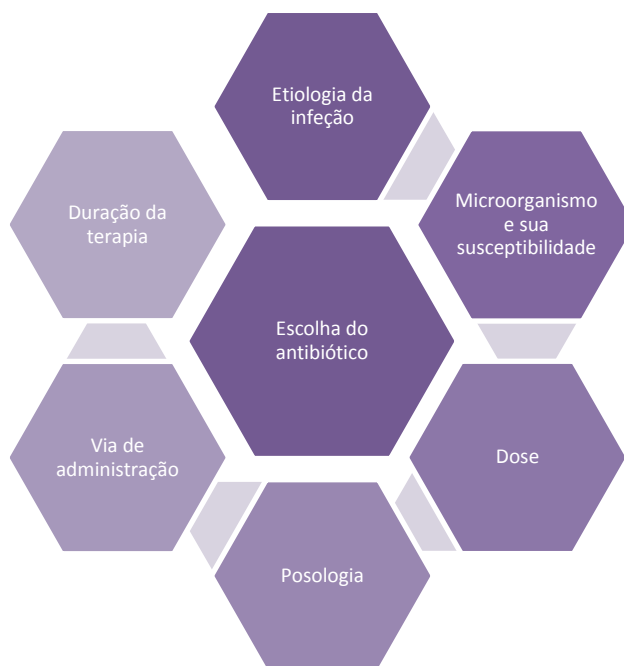 Etiologia da
infeção
Microorganismo
e sua
susceptibilidade
Dose
Posologia
Via de
administração
Duração da
terapia
Escolha do
antibiótico